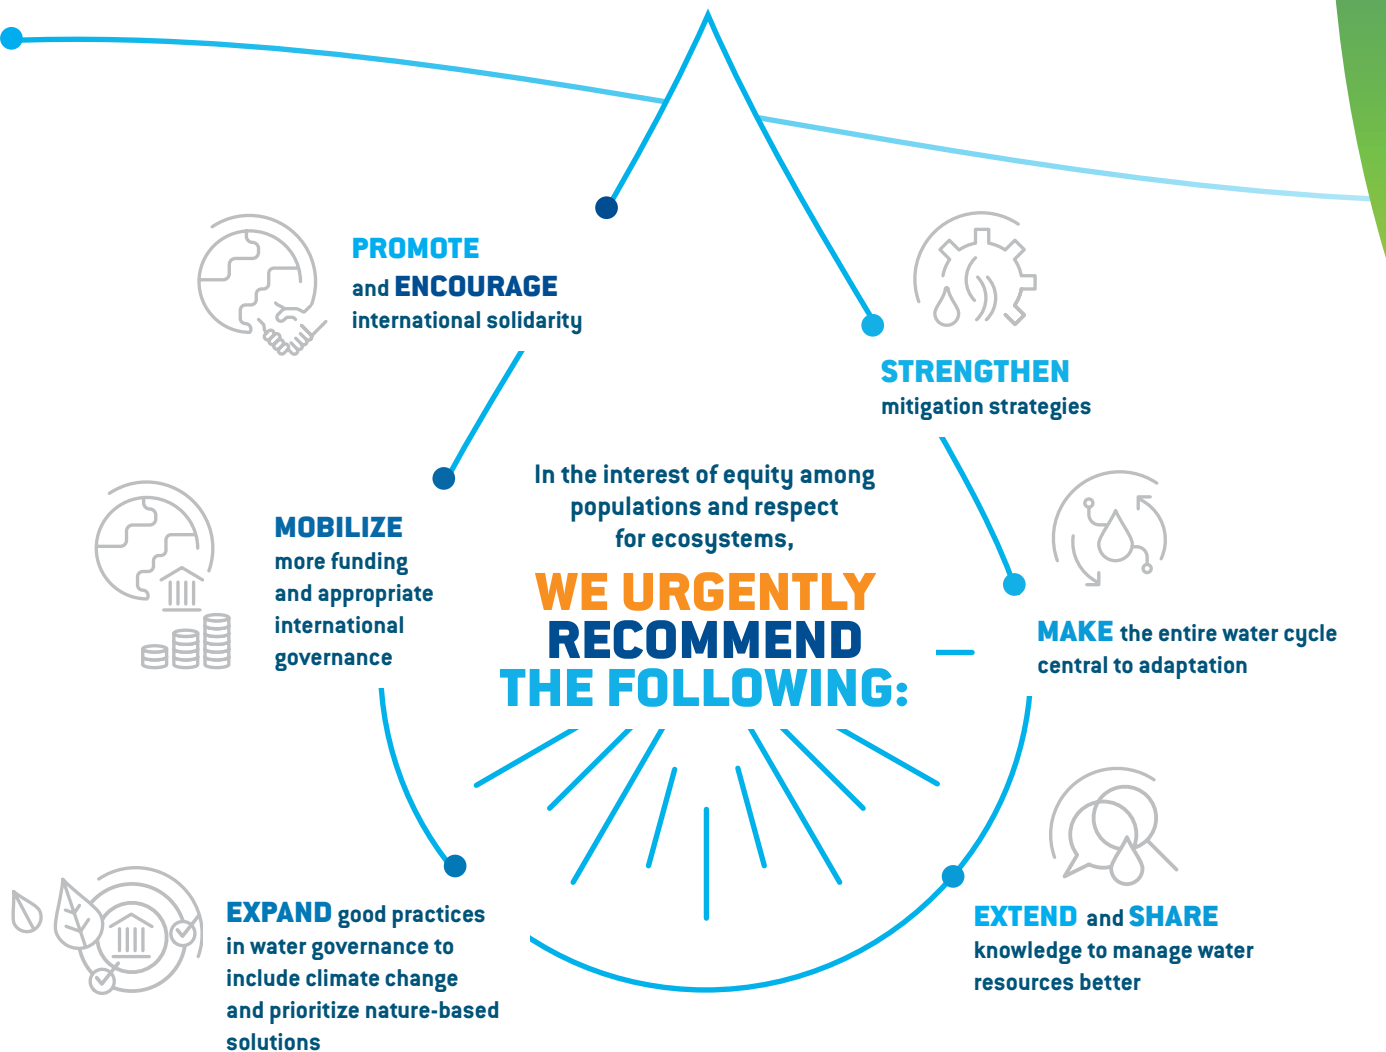 In the interest of equity among
populations and respect
for ecosystems,
WE URGENTLY
RECOMMEND
THE FOLLOWING:
STRENGTHEN
mitigation strategies
MAKE the entire water cycle
central to adaptation
EXTEND and SHARE
knowledge to manage water
resources better
EXPAND good practices
in water governance to
include climate change
and prioritize nature-based
solutions
MOBILIZE
more funding
and appropriate
international
governance
PROMOTE
and ENCOURAGE
international solidarity